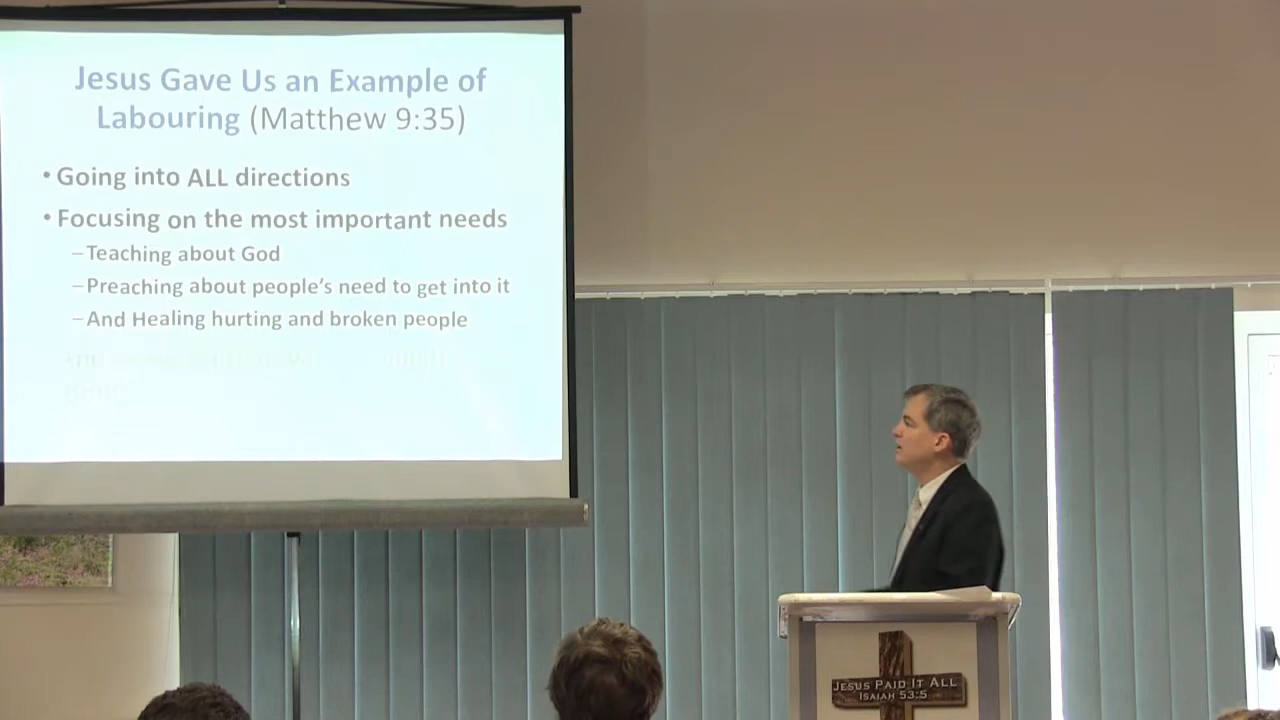 Jesus Gave Us an Example of
Labouring (Matthew 9:35)
• Going into ALL directions
• Focusing on the most important needs
– Teaching about God
– Preaching about people's need to get into it
– And Healing hurting and broken people
JESUS PAID IT ALL
ISAIAH 53:5